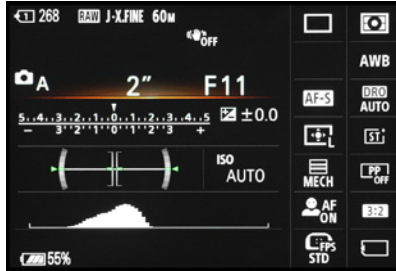 1 268 RAW J-X.FINE 60M
OFF
A 2" F11
5..4..3..2..1..0..1..2..3..4..5
− 3"2"1"0"1"2"3 +
±0.0
ISO
AUTO
55%
AF-S
L
MECH
AF
ON
FPS
STD
AWB
DRO
AUTO
St
PP
OFF
3:2